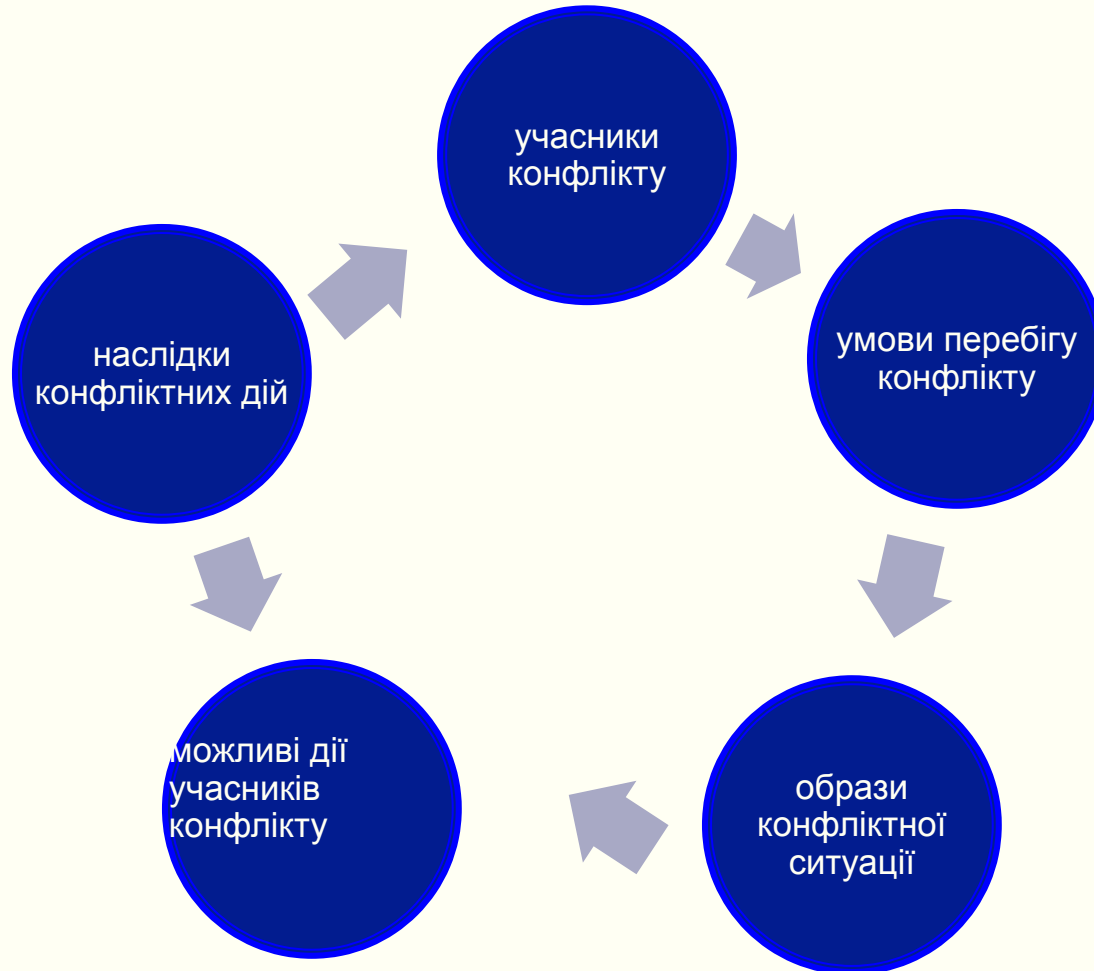 учасники
конфлікту
умови перебігу
конфлікту
образи
конфліктної
ситуації
можливі дії
учасників
конфлікту
наслідки
конфліктних дій